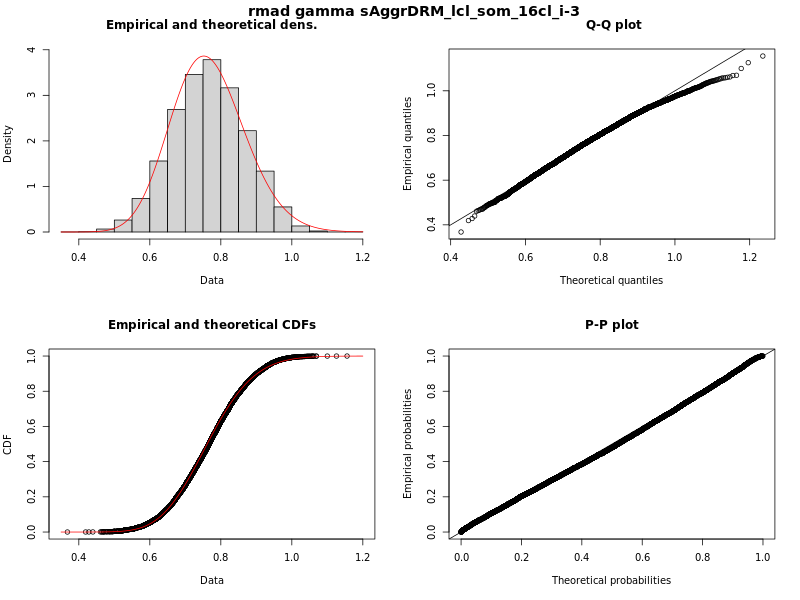 rmad gamma sAggrDRM_lcl_som_16cl_i-3
Empirical and theoretical dens.
Density
0 1 2 3 4
0.4 0.6 0.8 1.0 1.2
Data
Q-Q plot
Empirical quantiles
0.4 0.6 0.8 1.0
0.4 0.6 0.8 1.0 1.2
Theoretical quantiles
Empirical and theoretical CDFs
CDF
0.0 0.2 0.4 0.6 0.8 1.0
0.4 0.6 0.8 1.0 1.2
Data
P-P plot
Empirical probabilities
0.0 0.2 0.4 0.6 0.8 1.0
0.0 0.2 0.4 0.6 0.8 1.0
Theoretical probabilities